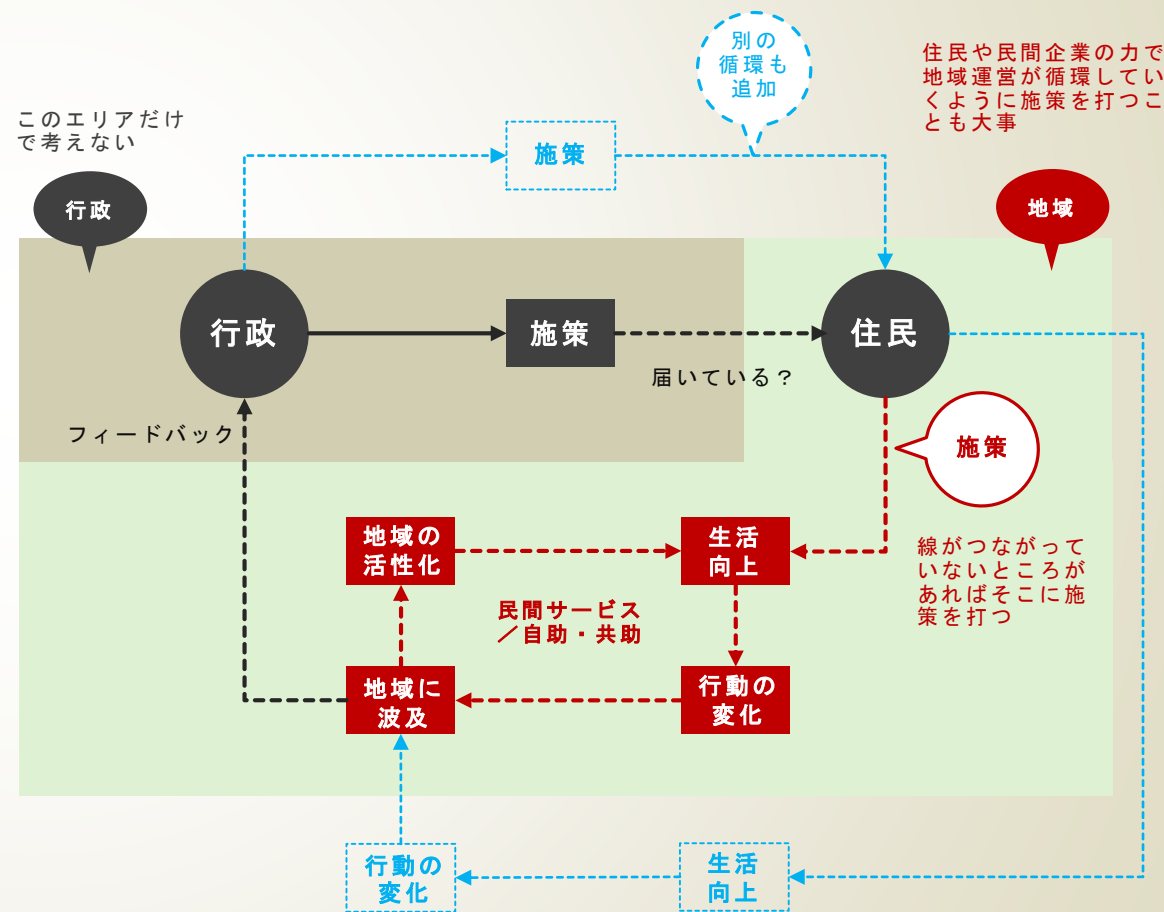 別の
循環も
追加
住民や民間企業の力で
地域運営が循環してい
くように施策を打つこ
とも大事
このエリアだけ
で考えない
施策
行政
地域
行政
施策
住民
届いている？
フィードバック
施策
地域の
活性化
生活
向上
線がつながって
いないところが
あればそこに施
策を打つ
民間サービス
／自助・共助
地域に
波及
行動の
変化
行動の
変化
生活
向上